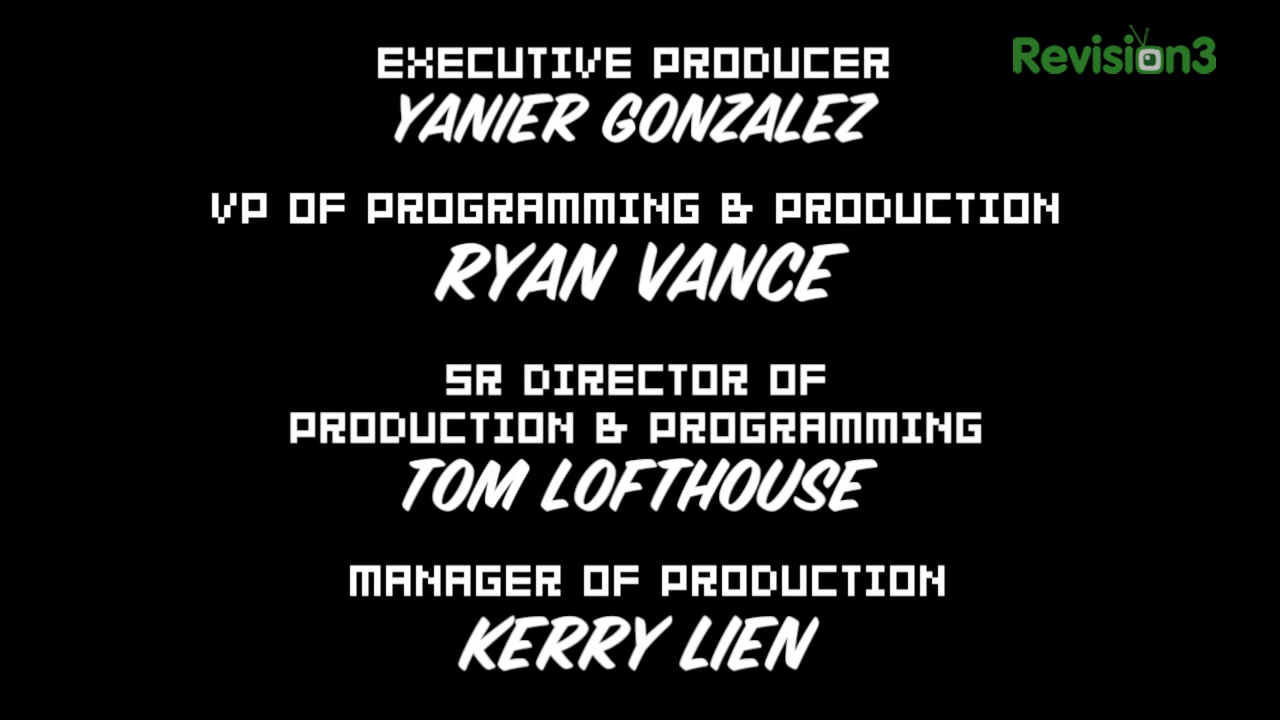 EXECUTIVE PRODUCER
Revision3
YANIER GONZALEZ
VP OF PROGRAMMING & PRODUCTION
RYAN VANCE
SR DIRECTOR OF
PRODUCTION & PROGRAMMING
TOM LOFTHOUSE
MANAGER OF PRODUCTION
KERRY LIEN